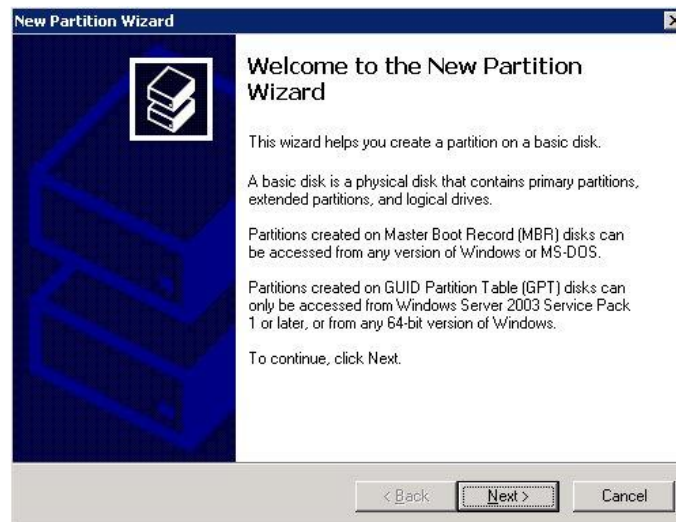 New Partition Wizard
Welcome to the New Partition
Wizard
This wizard helps you create a partition on a basic disk.
A basic disk is a physical disk that contains primary partitions,
extended partitions, and logical drives.
Partitions created on Master Boot Record (MBR) disks can
be accessed from any version of Windows or MS-DOS.
Partitions created on GUID Partition Table (GPT) disks can
only be accessed from Windows Server 2003 Service Pack
1 or later, or from any 64-bit version of Windows.
To continue, click Next.
< Back
Next >
Cancel